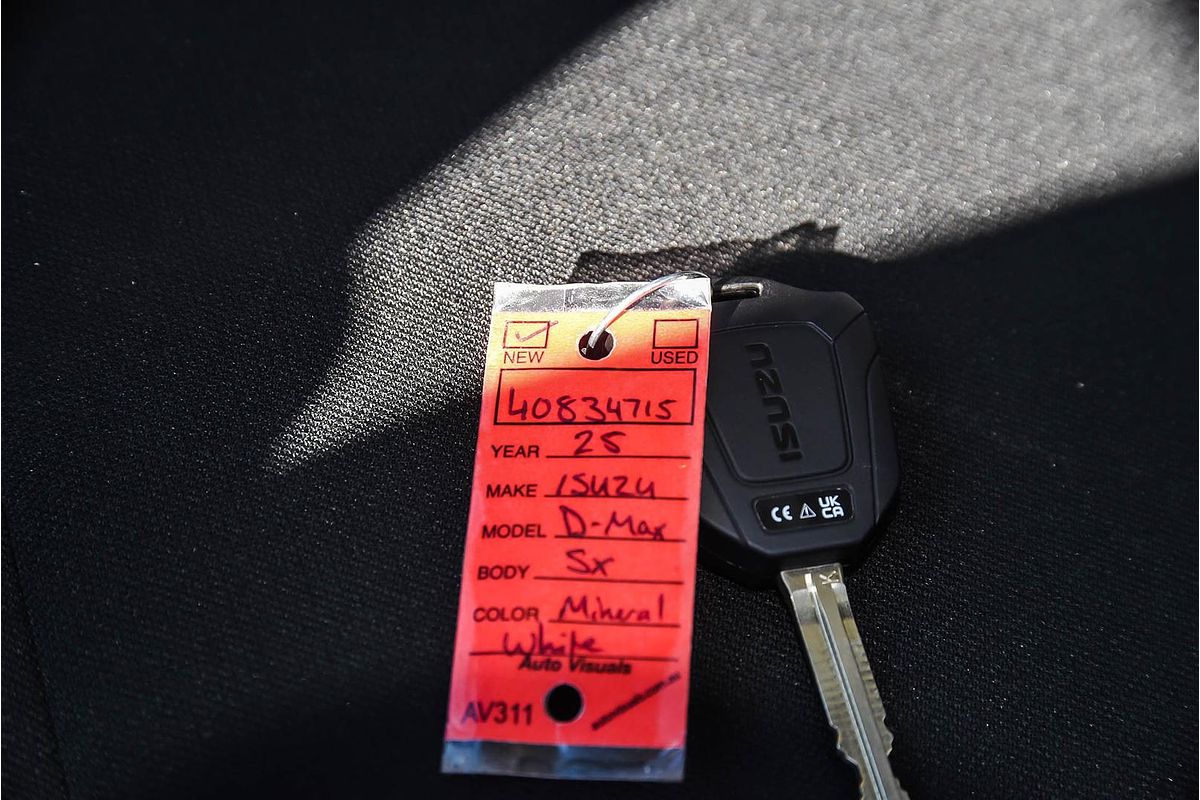 NEW USED
40834715
YEAR 25
MAKE ISUZU
MODEL D-Max
BODY Sx
COLOR Mineral
White
Auto Visuals
AV311
ISUZU
CE UK
CA
K